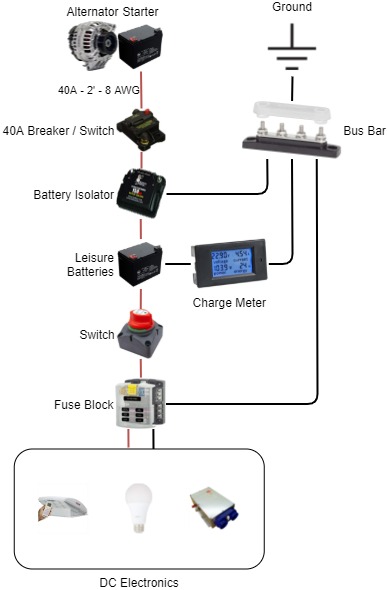 Ground
Alternator Starter
40A - 2' - 8 AWG
40A Breaker / Switch
Bus Bar
Battery Isolator
Leisure
Batteries
Charge Meter
Switch
Fuse Block
DC Electronics